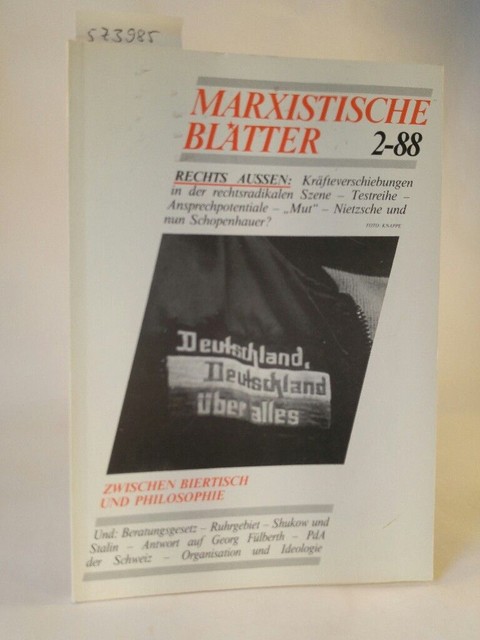 573985
MARXISTISCHE
BLÄTTER 2-88
RECHTS AUSSEN: Kräfteverschiebungen
in der rechtsradikalen Szene – Testreihe –
Ansprechpotentiale – „Mut" – Nietzsche und
nun Schopenhauer?
FOTO: KNAPPE
Deutschland,
Deutschland
über alles
ZWISCHEN BIERTISCH
UND PHILOSOPHIE
Und: Beratungsgesetz – Ruhrgebiet – Shukow und
Stalin – Antwort auf Georg Fülberth – PdA
der Schweiz – Organisation und Ideologie